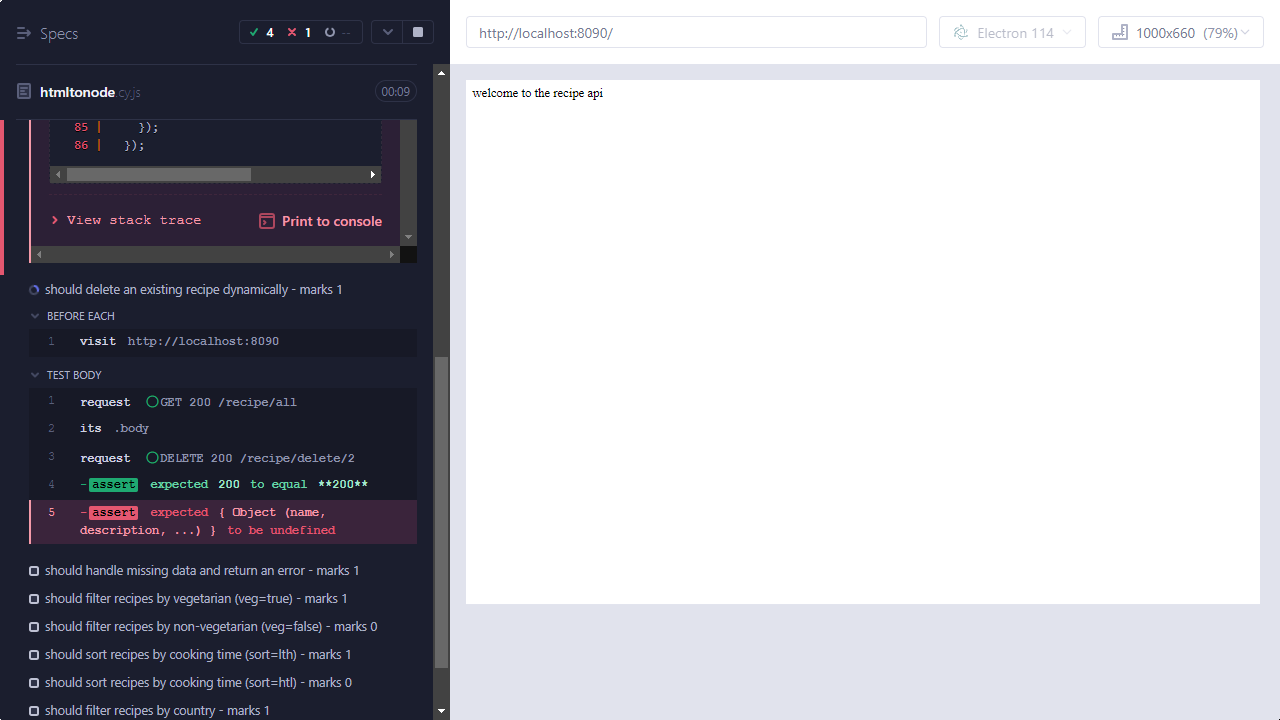 Specs
4 1 --
htmltonode.cy.js
00:09
85 | });
86 | });
View stack trace
Print to console
should delete an existing recipe dynamically - marks 1
BEFORE EACH
1 visit http://localhost:8090
TEST BODY
1 request GET 200 /recipe/all
2 its .body
3 request DELETE 200 /recipe/delete/2
4 -assert expected 200 to equal **200**
5 -assert expected { Object (name,
description, ...) } to be undefined
should handle missing data and return an error - marks 1
should filter recipes by vegetarian (veg=true) - marks 1
should filter recipes by non-vegetarian (veg=false) - marks 0
should sort recipes by cooking time (sort=lth) - marks 1
should sort recipes by cooking time (sort=htl) - marks 0
should filter recipes by country - marks 1
http://localhost:8090/
Electron 114
1000x660 (79%)
welcome to the recipe api